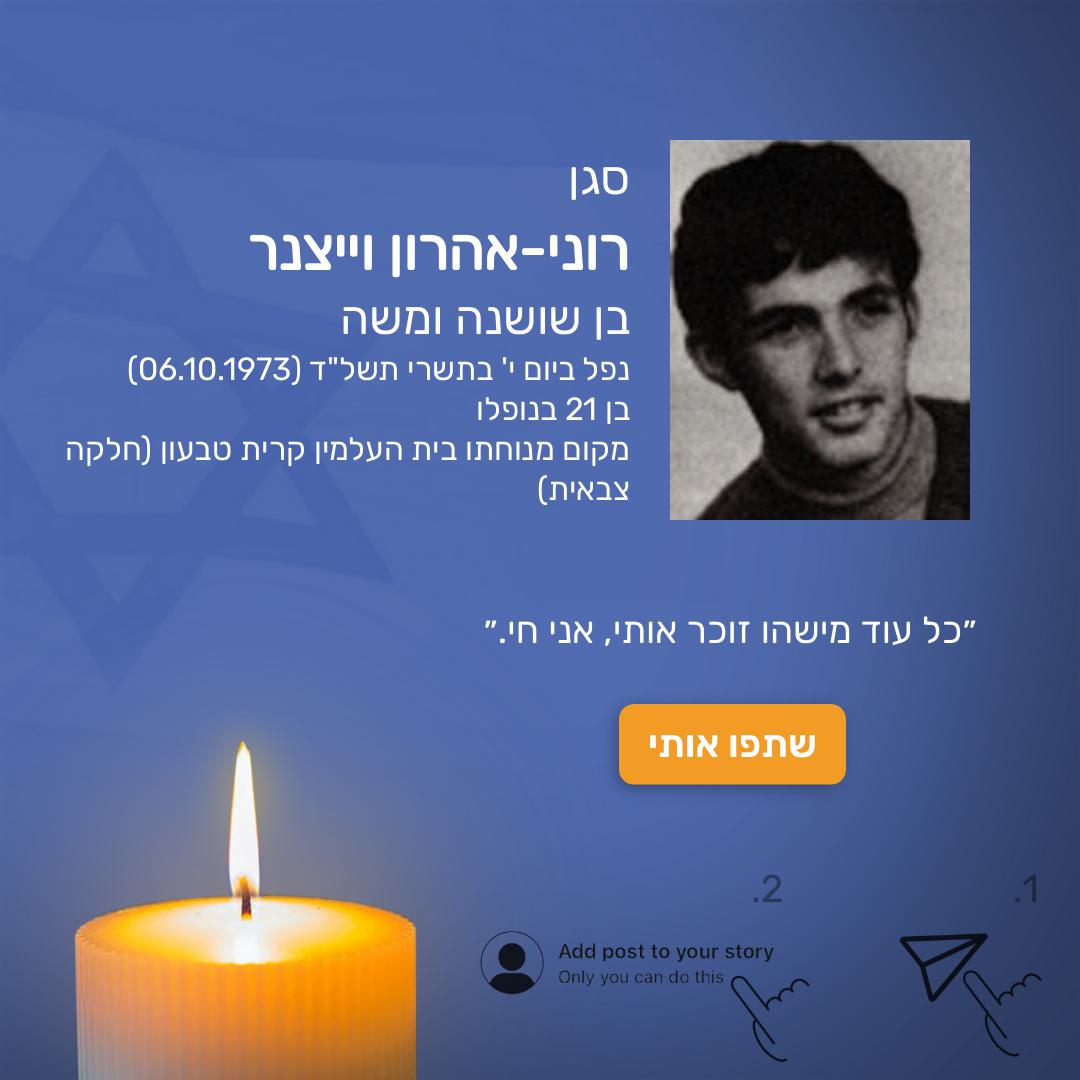 סגן
רוני-אהרון וייצנר
בן שושנה ומשה
נפל ביום י' בתשרי תשל"ד (06.10.1973)
בן 21 בנופלו
מקום מנוחתו בית העלמין קרית טבעון (חלקה
צבאית)
״כל עוד מישהו זוכר אותי, אני חי.״
שתפו אותי
1.
2.
Add post to your story
Only you can do this